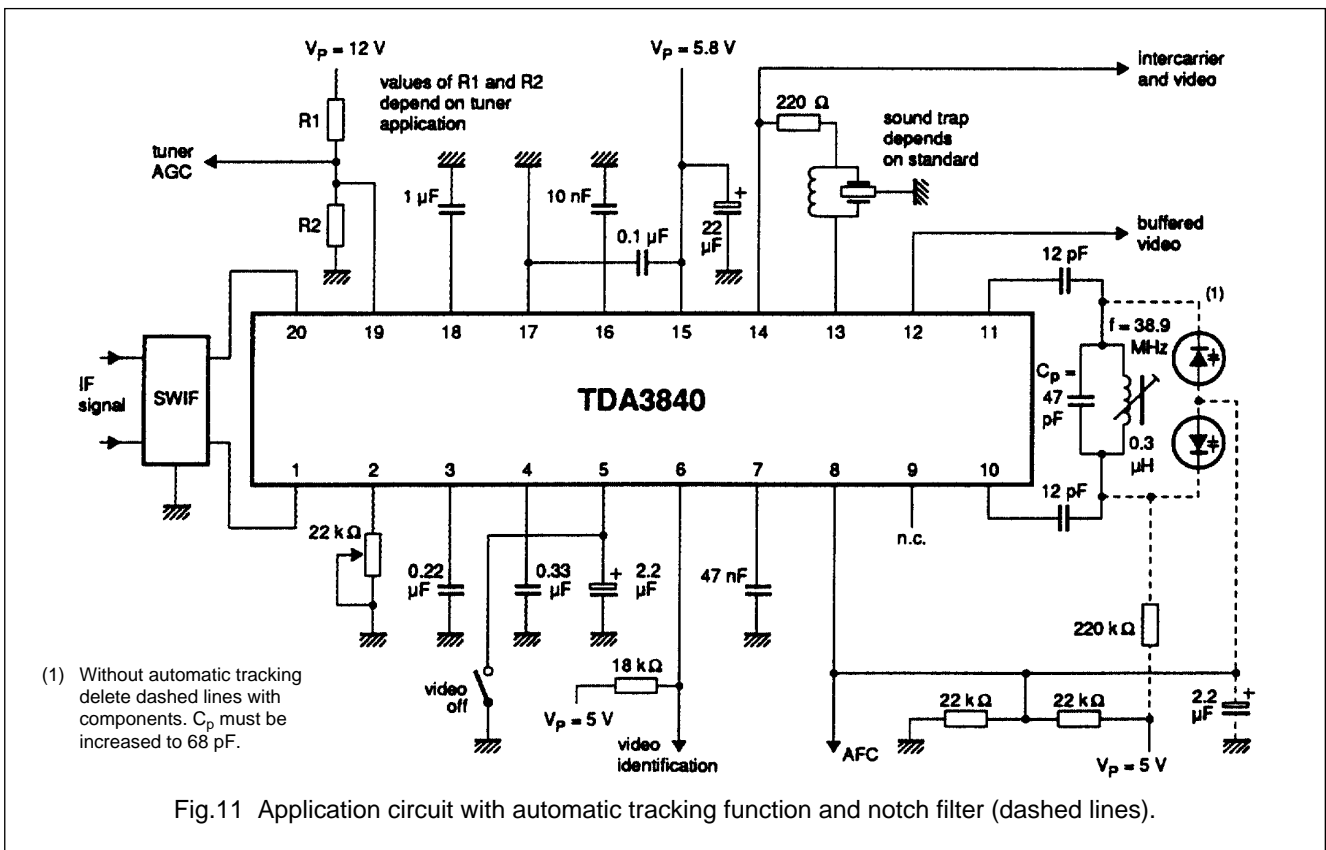 VP = 12 V
VP = 5.8 V
intercarrier
and video
values of R1 and R2
depend on tuner
application
R1
220 Ω
sound trap
depends
on standard
tuner
AGC
1 µF
10 nF
+
22
µF
R2
0.1 µF
buffered
video
12 pF
(1)
20
19
18
17
16
15
14
13
12
11
f = 38.9
MHz
IF
signal
SWIF
TDA3840
Cp =
47
pF
0.3
µH
1
2
3
4
5
6
7
8
9
10
12 pF
22 kΩ
n.c.
0.22
µF
0.33
µF
+
2.2
µF
47 nF
220 kΩ
(1) Without automatic tracking
delete dashed lines with
components. Cp must be
increased to 68 pF.
video
off
18 kΩ
VP = 5 V
22 kΩ
22 kΩ
2.2
µF
+
video
identification
AFC
VP = 5 V
Fig.11 Application circuit with automatic tracking function and notch filter (dashed lines).